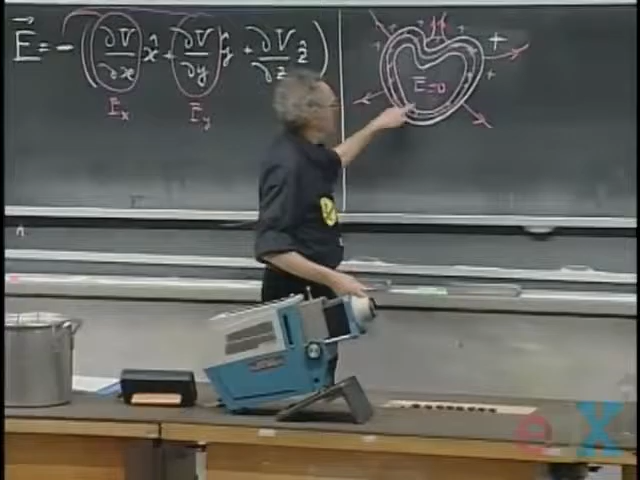 E⃗ = - ( ∂V/∂x x̂ + ∂V/∂y ŷ + ∂V/∂z ẑ )
Ex
Ey
E⃗=0
+
e X